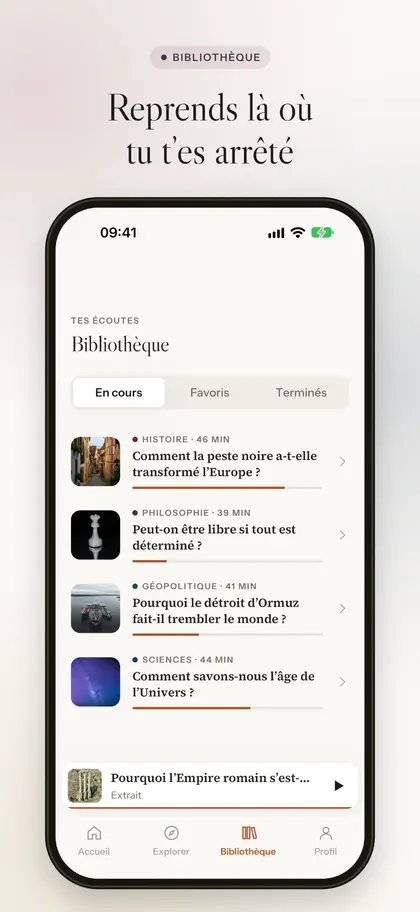 BIBLIOTHÈQUE
Reprends là où
tu t'es arrêté
09:41
TES ÉCOUTES
Bibliothèque
En cours
Favoris
Terminés
HISTOIRE · 46 MIN
Comment la peste noire a-t-elle
transformé l'Europe ?
PHILOSOPHIE · 39 MIN
Peut-on être libre si tout est
déterminé ?
GÉOPOLITIQUE · 41 MIN
Pourquoi le détroit d'Ormuz
fait-il trembler le monde ?
SCIENCES · 44 MIN
Comment savons-nous l'âge de
l'Univers ?
Pourquoi l'Empire romain s'est-...
Extrait
Accueil
Explorer
Bibliothèque
Profil